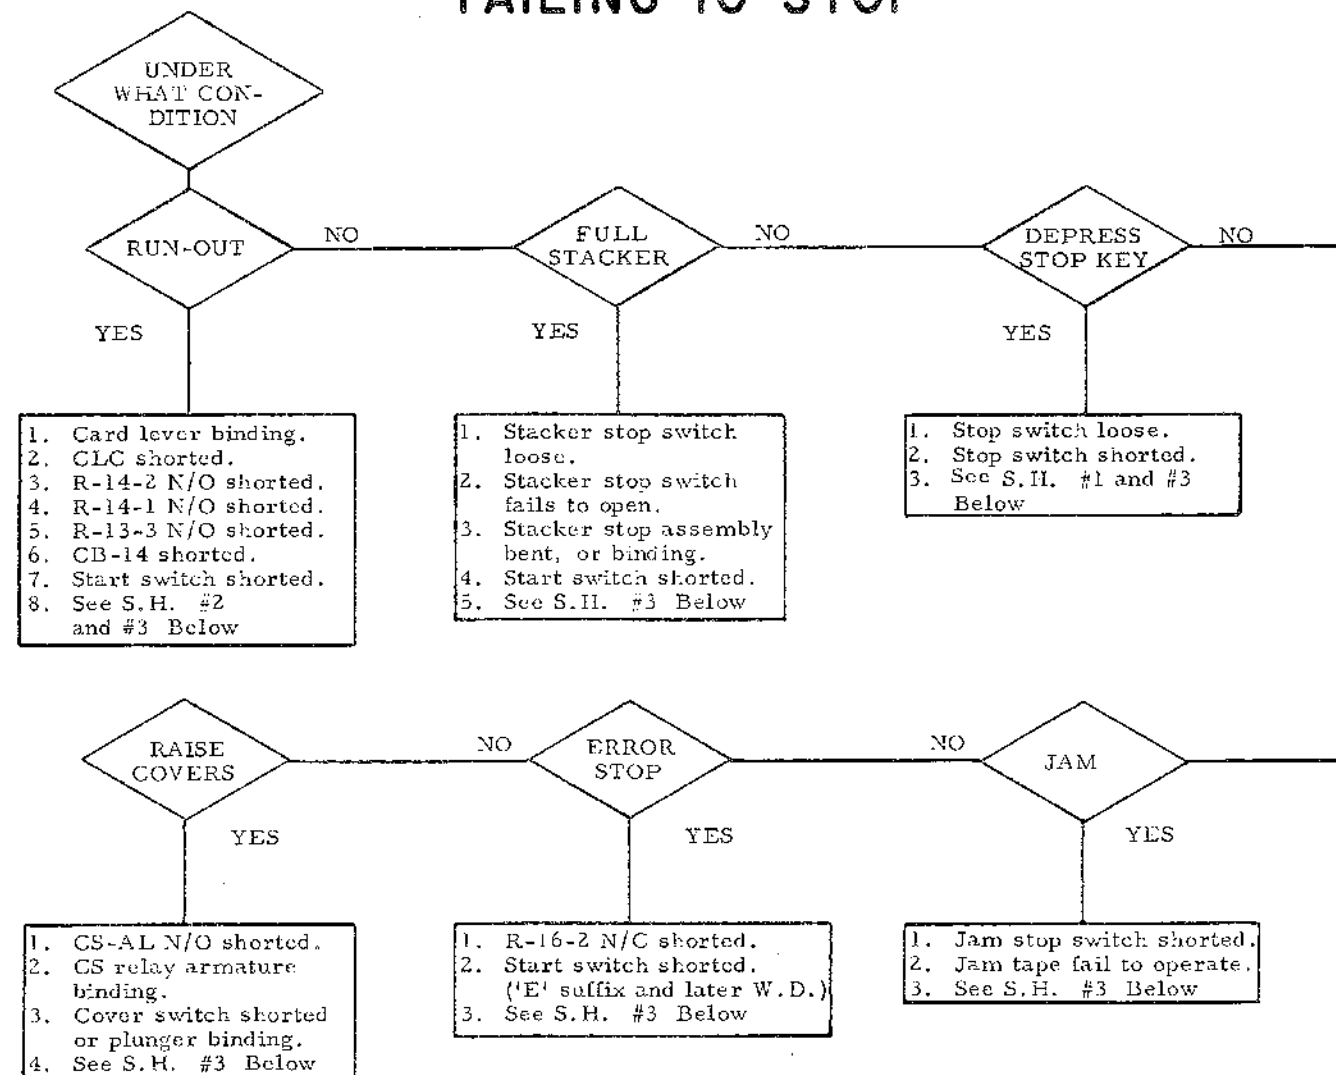 FAILING TO STOP
UNDER
WHAT CON-
DITION
RUN-OUT
NO
FULL
STACKER
NO
DEPRESS
STOP KEY
NO
YES
YES
YES
1. Card lever binding.
2. CLC shorted.
3. R-14-2 N/O shorted.
4. R-14-1 N/O shorted.
5. R-13-3 N/O shorted.
6. CB-14 shorted.
7. Start switch shorted.
8. See S.H. #2
and #3 Below
1. Stacker stop switch
loose.
2. Stacker stop switch
fails to open.
3. Stacker stop assembly
bent, or binding.
4. Start switch shorted.
5. See S.H. #3 Below
1. Stop switch loose.
2. Stop switch shorted.
3. See S.H. #1 and #3
Below
RAISE
COVERS
NO
ERROR
STOP
NO
JAM
YES
YES
YES
1. CS-AL N/O shorted.
2. CS relay armature
binding.
3. Cover switch shorted
or plunger binding.
4. See S.H. #3 Below
1. R-16-2 N/C shorted.
2. Start switch shorted.
('E' suffix and later W.D.)
3. See S.H. #3 Below
1. Jam stop switch shorted.
2. Jam tape fail to operate.
3. See S.H. #3 Below